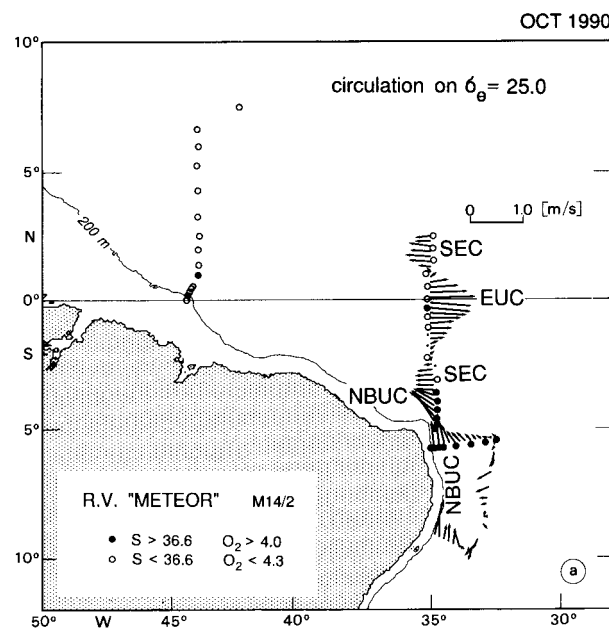 OCT 1990
10°
circulation on σ_θ = 25.0
5°
200 m
0 1.0 [m/s]
N
SEC
0°
EUC
S
SEC
NBUC
5°
NBUC
R.V. "METEOR" M14/2
● S > 36.6 O₂ > 4.0
○ S < 36.6 O₂ < 4.3
10°
a
50° W 45° 40° 35° 30°